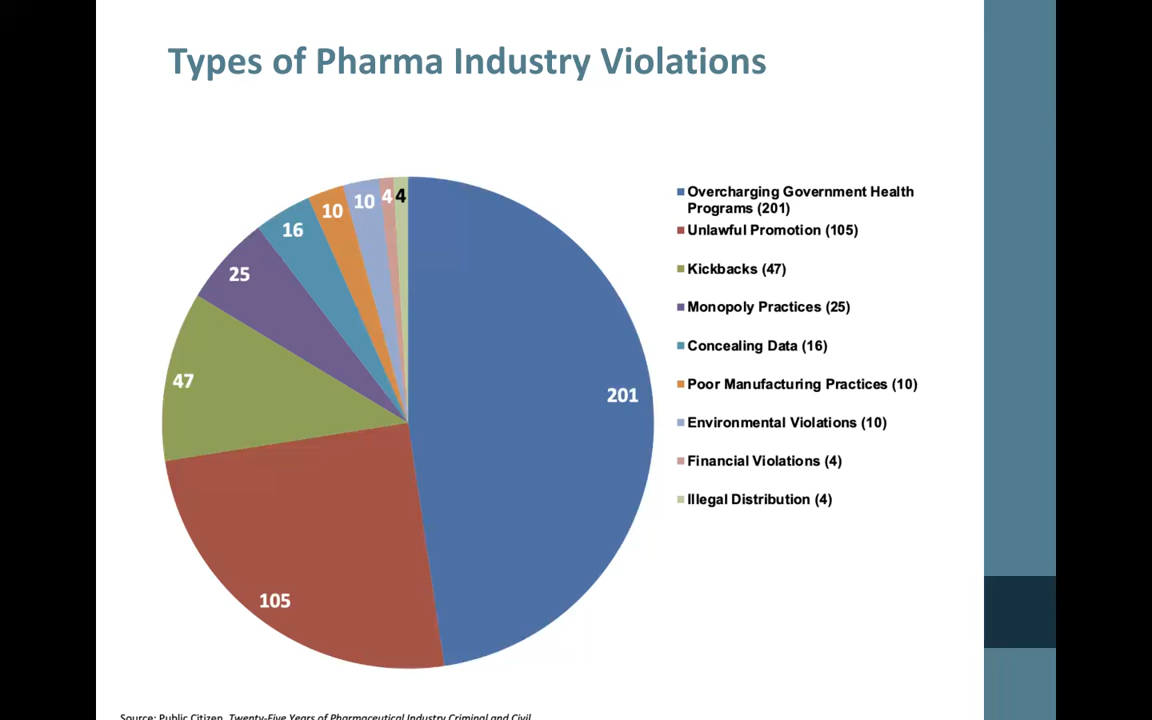 Types of Pharma Industry Violations
201
105
47
25
16
10
10
4
4
Overcharging Government Health
Programs (201)
Unlawful Promotion (105)
Kickbacks (47)
Monopoly Practices (25)
Concealing Data (16)
Poor Manufacturing Practices (10)
Environmental Violations (10)
Financial Violations (4)
Illegal Distribution (4)
Source: Public Citizen, Twenty-Five Years of Pharmaceutical Industry Criminal and Civil